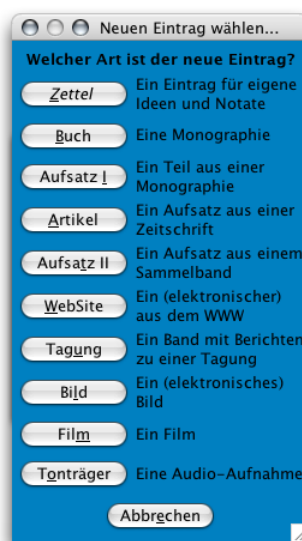 Neuen Eintrag wählen...
Welcher Art ist der neue Eintrag?
Zettel
Ein Eintrag für eigene
Ideen und Notate
Buch
Eine Monographie
Aufsatz I
Ein Teil aus einer
Monographie
Artikel
Ein Aufsatz aus einer
Zeitschrift
Aufsatz II
Ein Aufsatz aus einem
Sammelband
WebSite
Ein (elektronischer)
aus dem WWW
Tagung
Ein Band mit Berichten
zu einer Tagung
Bild
Ein (elektronisches)
Bild
Film
Ein Film
Tonträger
Eine Audio-Aufnahme
Abbrechen